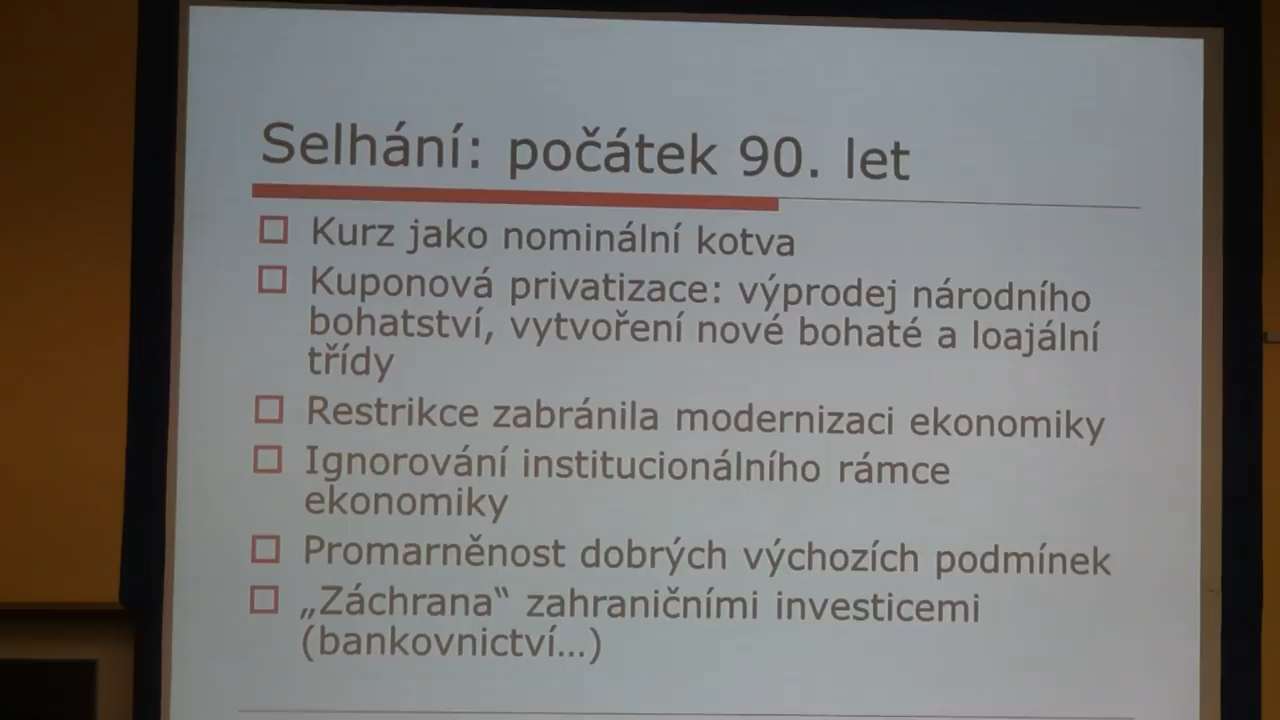 Selhání: počátek 90. let
Kurz jako nominální kotva
Kuponová privatizace: výprodej národního
bohatství, vytvoření nové bohaté a loajální
třídy
Restrikce zabránila modernizaci ekonomiky
Ignorování institucionálního rámce
ekonomiky
Promarněnost dobrých výchozích podmínek
„Záchrana“ zahraničními investicemi
(bankovnictví…)